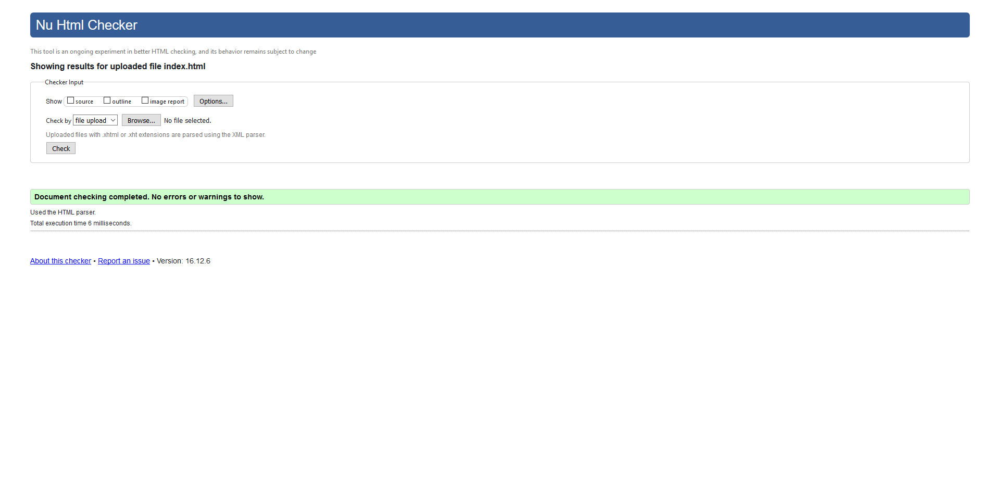 Nu Html Checker
This tool is an ongoing experiment in better HTML checking, and its behavior remains subject to change
Showing results for uploaded file index.html
Checker Input
Show source outline image report Options...
Check by file upload Browse... No file selected.
Uploaded files with .xhtml or .xht extensions are parsed using the XML parser.
Check
Document checking completed. No errors or warnings to show.
Used the HTML parser.
Total execution time 6 milliseconds.
About this checker • Report an issue • Version: 16.12.6